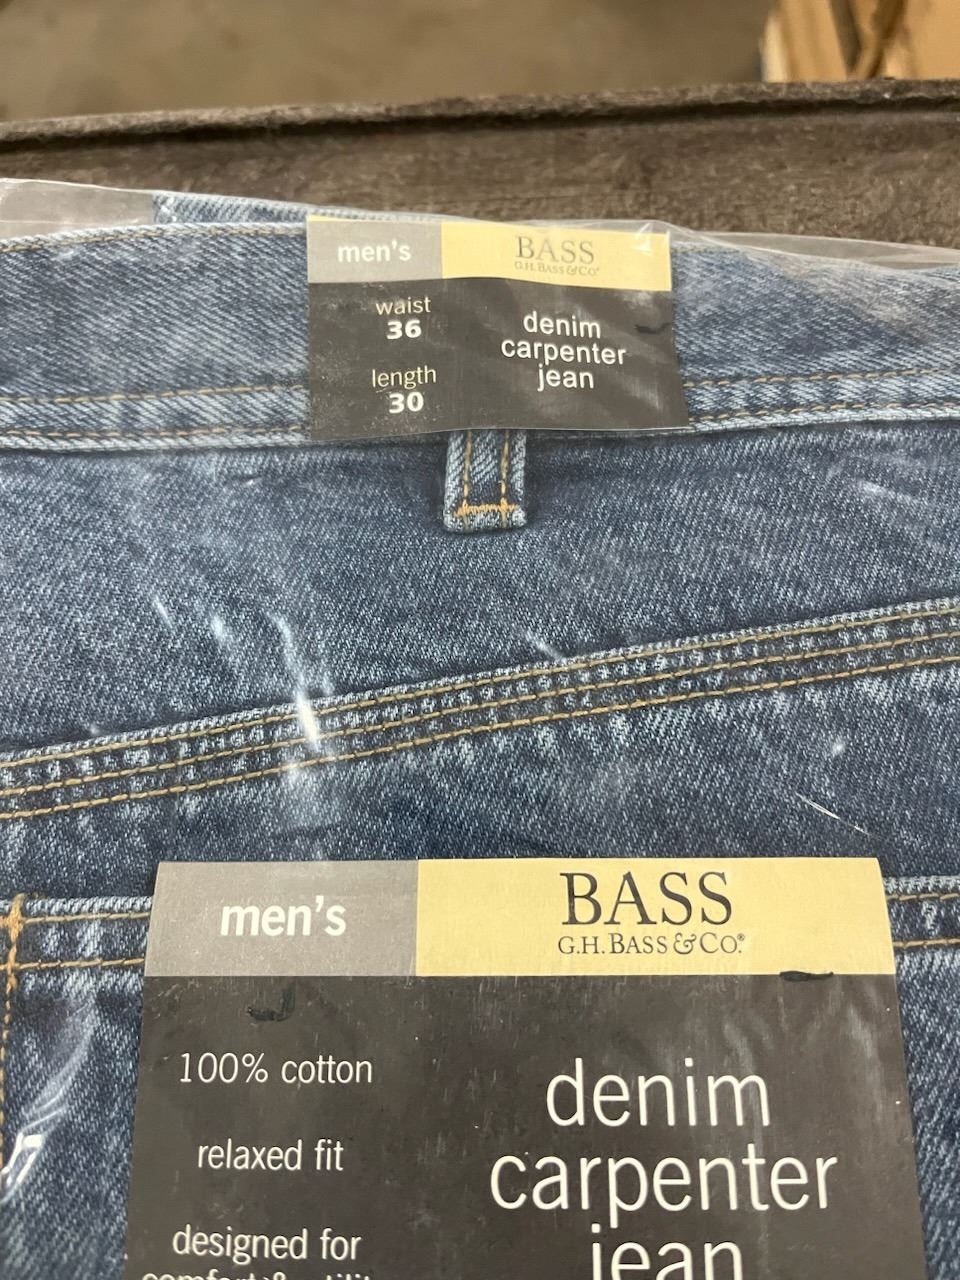 men's
BASS
G.H. BASS & CO.®
waist
36
length
30
denim
carpenter
jean
men's
BASS
G.H. BASS & CO.®
100% cotton
relaxed fit
designed for
denim
carpenter
jean